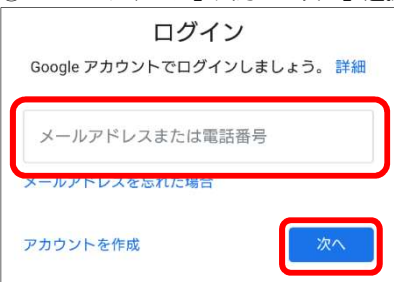 ログイン
Google アカウントでログインしましょう。 詳細
メールアドレスまたは電話番号
メールアドレスを忘れた場合
アカウントを作成
次へ